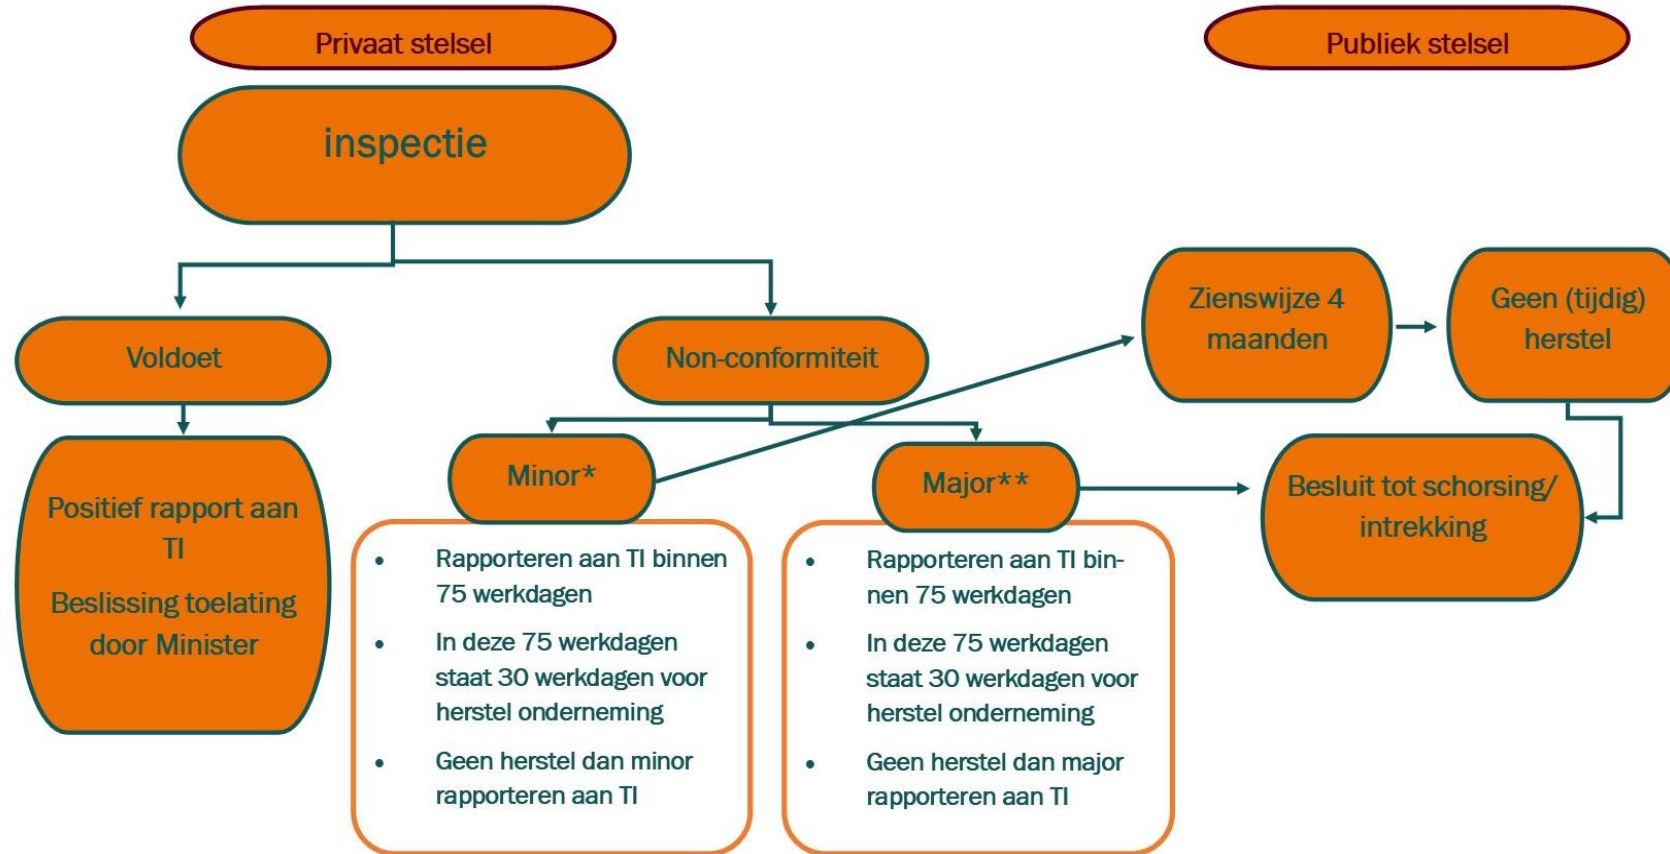 Privaat stelsel
Publiek stelsel
inspectie
Voldoet
Non-conformiteit
Zienswijze 4
maanden
Geen (tijdig)
herstel
Positief rapport aan
TI
Beslissing toelating
door Minister
Minor*
• Rapporteren aan TI binnen
75 werkdagen
• In deze 75 werkdagen
staat 30 werkdagen voor
herstel onderneming
• Geen herstel dan minor
rapporteren aan TI
Major**
• Rapporteren aan TI bin-
nen 75 werkdagen
• In deze 75 werkdagen
staat 30 werkdagen voor
herstel onderneming
• Geen herstel dan major
rapporteren aan TI
Besluit tot schorsing/
intrekking